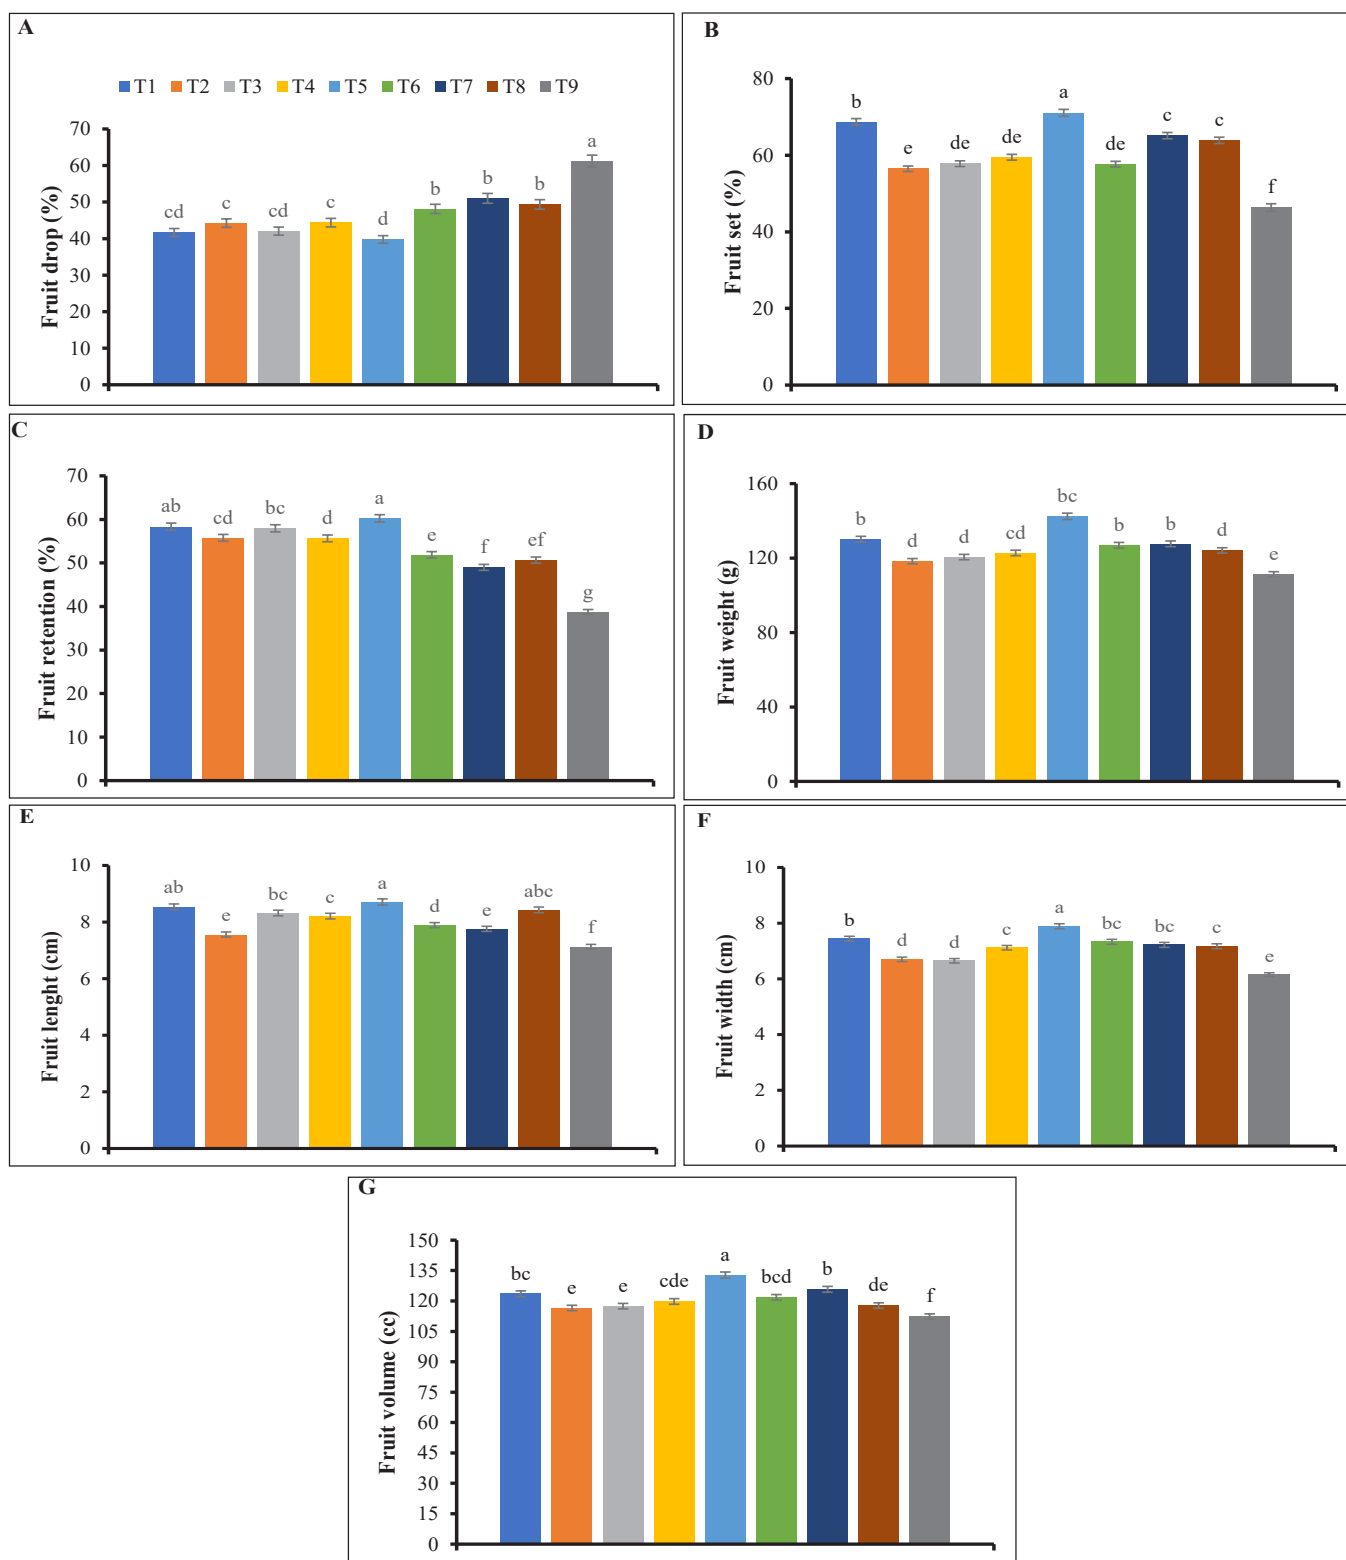 A
T1 T2 T3 T4 T5 T6 T7 T8 T9
Fruit drop (%)
70
60
50
40
30
20
10
0
cd c cd c d b b b a
B
Fruit set (%)
80
60
40
20
0
b e de de a de c c f
C
Fruit retention (%)
70
60
50
40
30
20
10
0
ab cd bc d a e f ef g
D
Fruit weight (g)
160
120
80
40
0
b d d cd bc b b d e
E
Fruit lenght (cm)
10
8
6
4
2
0
ab e bc c a d e abc f
F
Fruit width (cm)
10
8
6
4
2
0
b d d c a bc bc c e
G
Fruit volume (cc)
150
135
120
105
90
75
60
45
30
15
0
bc e e cde a bcd b de f